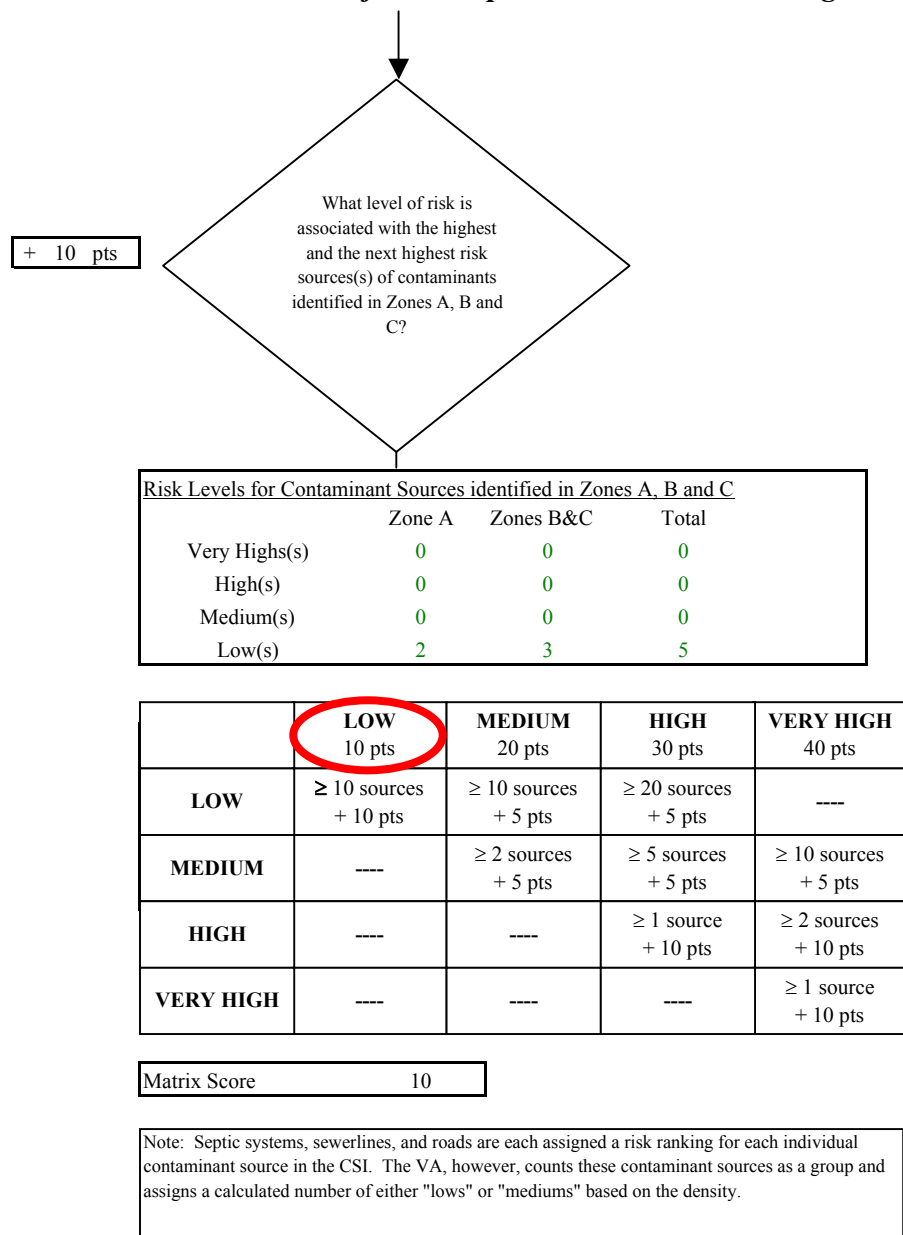 What level of risk is
associated with the highest
and the next highest risk
sources(s) of contaminants
identified in Zones A, B and
C?
+ 10 pts
Risk Levels for Contaminant Sources identified in Zones A, B and C
Zone A Zones B&C Total
Very Highs(s) 0 0 0
High(s) 0 0 0
Medium(s) 0 0 0
Low(s) 2 3 5
LOW MEDIUM HIGH VERY HIGH
10 pts 20 pts 30 pts 40 pts
LOW ≥ 10 sources ≥ 10 sources ≥ 20 sources ----
+ 10 pts + 5 pts + 5 pts
MEDIUM ---- ≥ 2 sources ≥ 5 sources ≥ 10 sources
+ 5 pts + 5 pts + 5 pts
HIGH ---- ---- ≥ 1 source ≥ 2 sources
+ 10 pts + 10 pts
VERY HIGH ---- ---- ---- ≥ 1 source
+ 10 pts
Matrix Score 10
Note: Septic systems, sewerlines, and roads are each assigned a risk ranking for each individual
contaminant source in the CSI. The VA, however, counts these contaminant sources as a group and
assigns a calculated number of either "lows" or "mediums" based on the density.